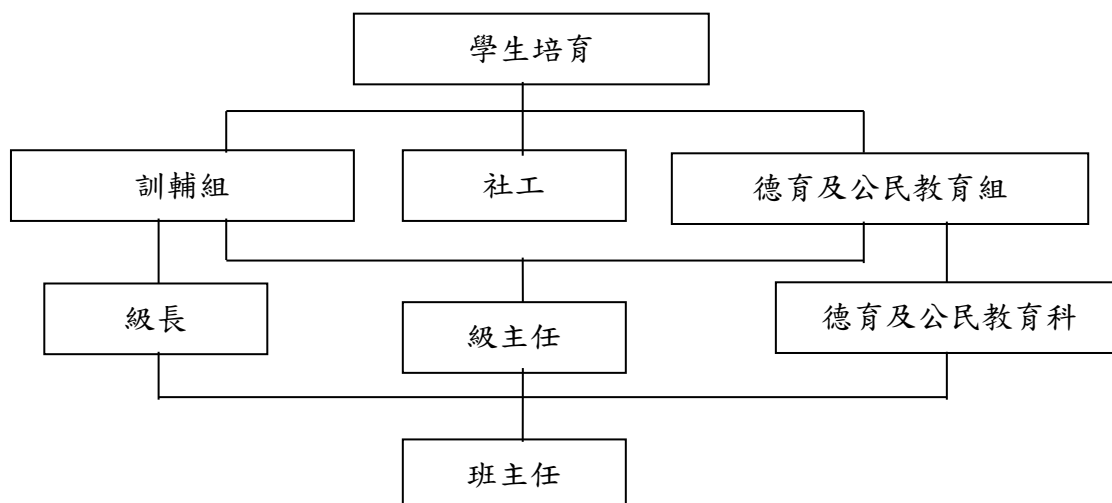 學生培育
訓輔組
社工
德育及公民教育組
級長
級主任
德育及公民教育科
班主任